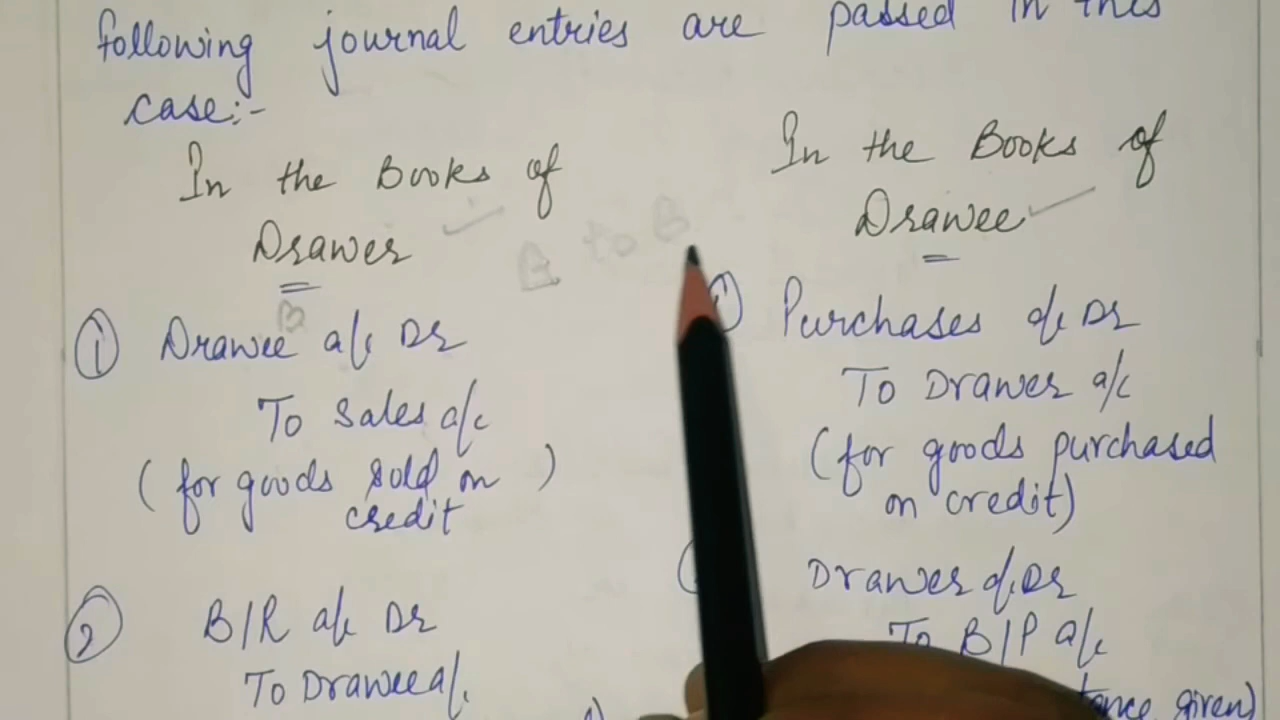 following journal entries are passed in this
case:-
In the Books of
Drawer
① Drawee a/c Dr
To Sales a/c
(for goods sold on
credit)
② B/R a/c Dr
To Drawee a/c
A to B
B
In the Books of
Drawee
Purchases a/c Dr
To Drawer a/c
(for goods purchased
on credit)
Drawer a/c Dr
To B/P a/c
given)